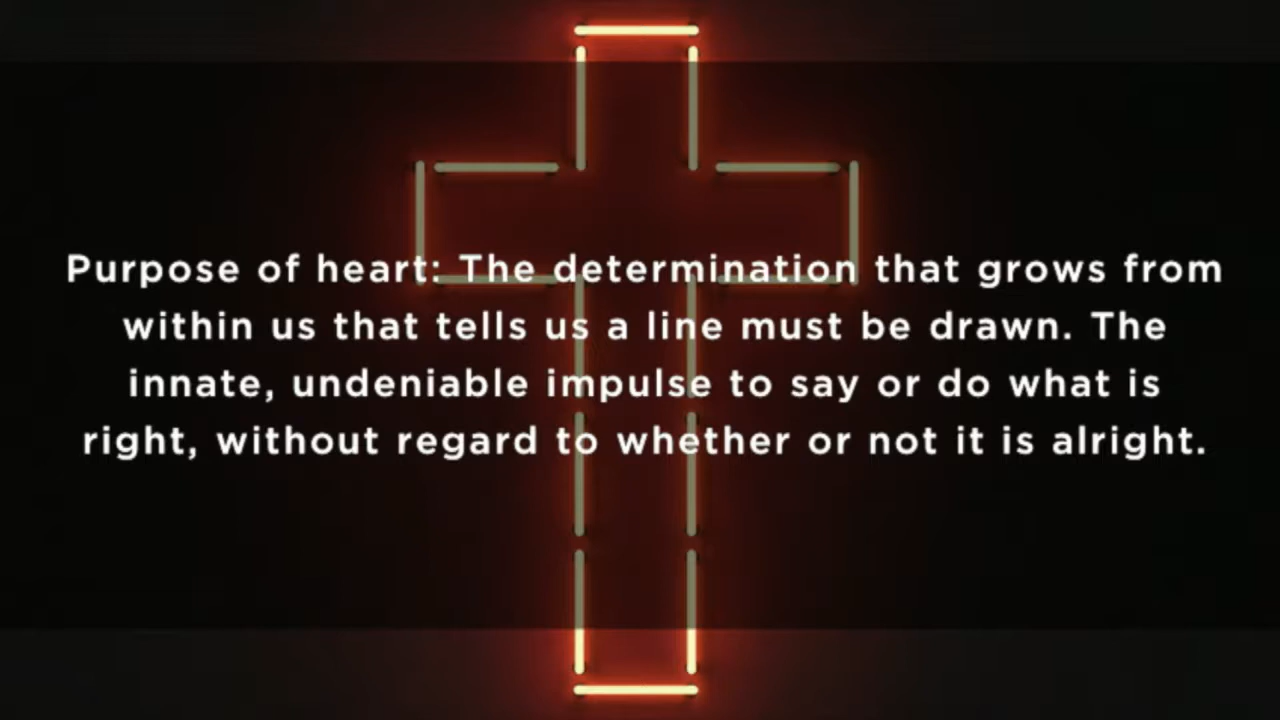 Purpose of heart: The determination that grows from
within us that tells us a line must be drawn. The
innate, undeniable impulse to say or do what is
right, without regard to whether or not it is alright.